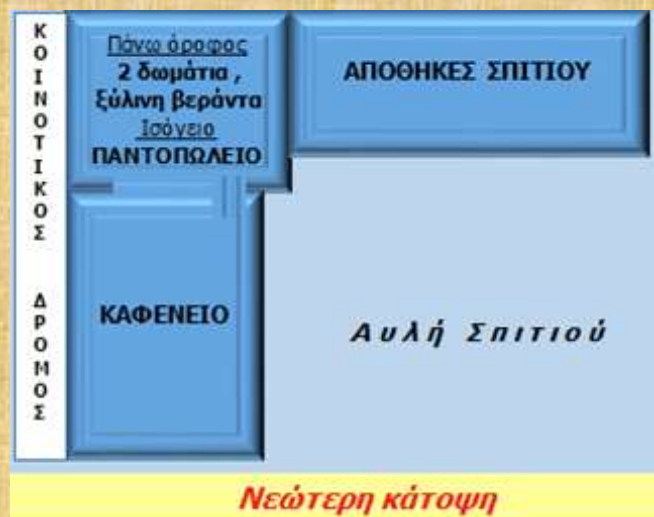 ΚΟΙΝΟΤΙΚΟΣ ΔΡΟΜΟΣ
Πάνω όροφος
2 δωμάτια ,
ξύλινη βεράντα
Ισόγειο
ΠΑΝΤΟΠΩΛΕΙΟ
ΑΠΟΘΗΚΕΣ ΣΠΙΤΙΟΥ
ΚΑΦΕΝΕΙΟ
Αυλή Σπιτιού
Νεώτερη κάτοψη